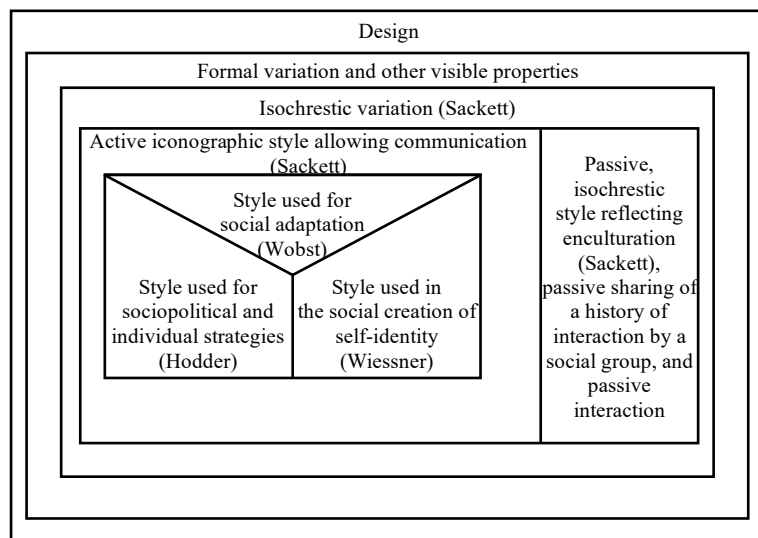 Design
Formal variation and other visible properties
Isochrestic variation (Sackett)
Active iconographic style allowing communication
(Sackett)
Style used for
social adaptation
(Wobst)
Style used for
sociopolitical and
individual strategies
(Hodder)
Style used in
the social creation of
self-identity
(Wiessner)
Passive,
isochrestic
style reflecting
enculturation
(Sackett),
passive sharing of
a history of
interaction by a
social group, and
passive
interaction